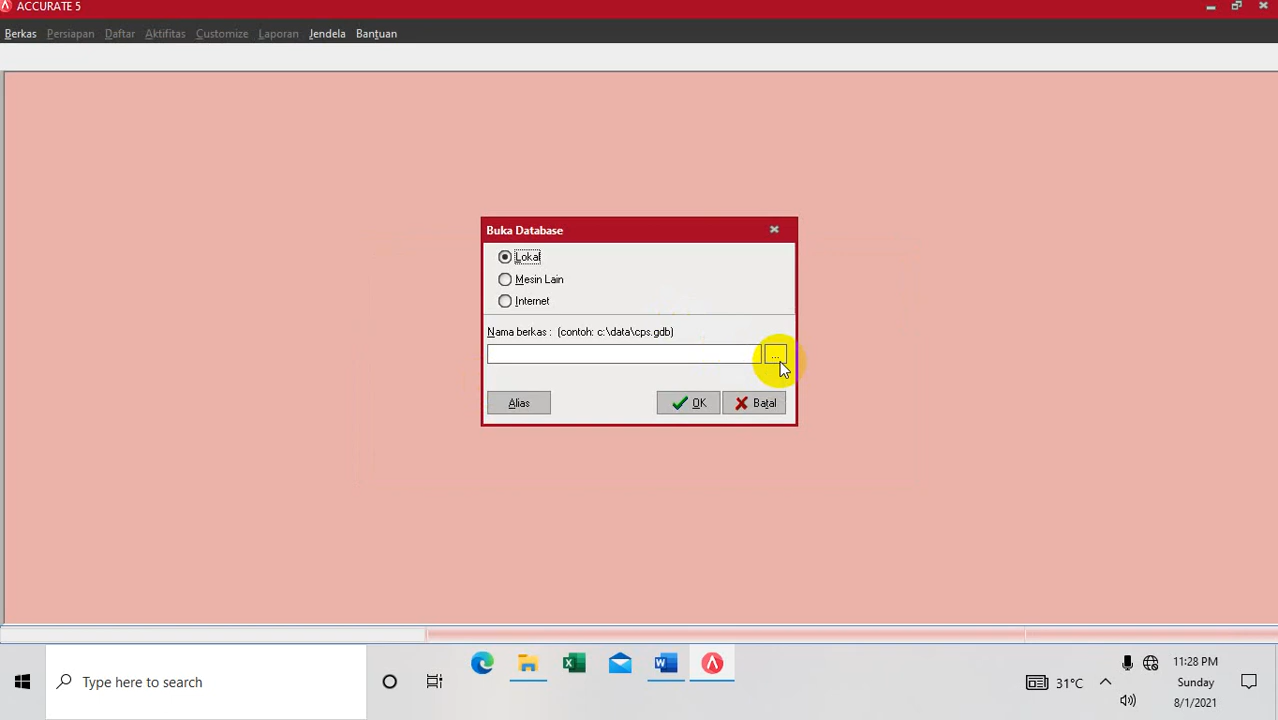 ACCURATE 5
Berkas Persiapan Daftar Aktifitas Customize Laporan Jendela Bantuan
Buka Database
Lokal
Mesin Lain
Internet
Nama berkas : (contoh: c:\data\cps.gdb)
...
Alias OK Batal
Type here to search
31°C
11:28 PM
Sunday
8/1/2021